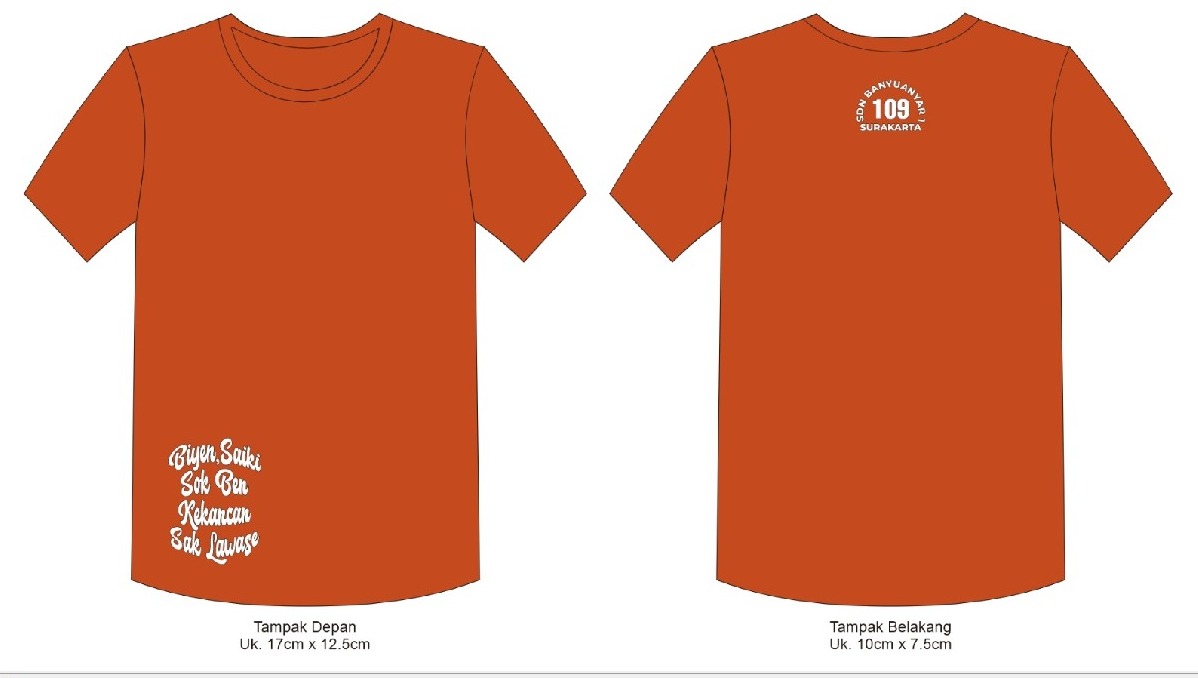 Biyen,Saiki
Sok Ben
Kekancan
Sak Lawase
Tampak Depan
Uk. 17cm x 12.5cm
SDN BANYUANYAR 1
109
SURAKARTA
Tampak Belakang
Uk. 10cm x 7.5cm